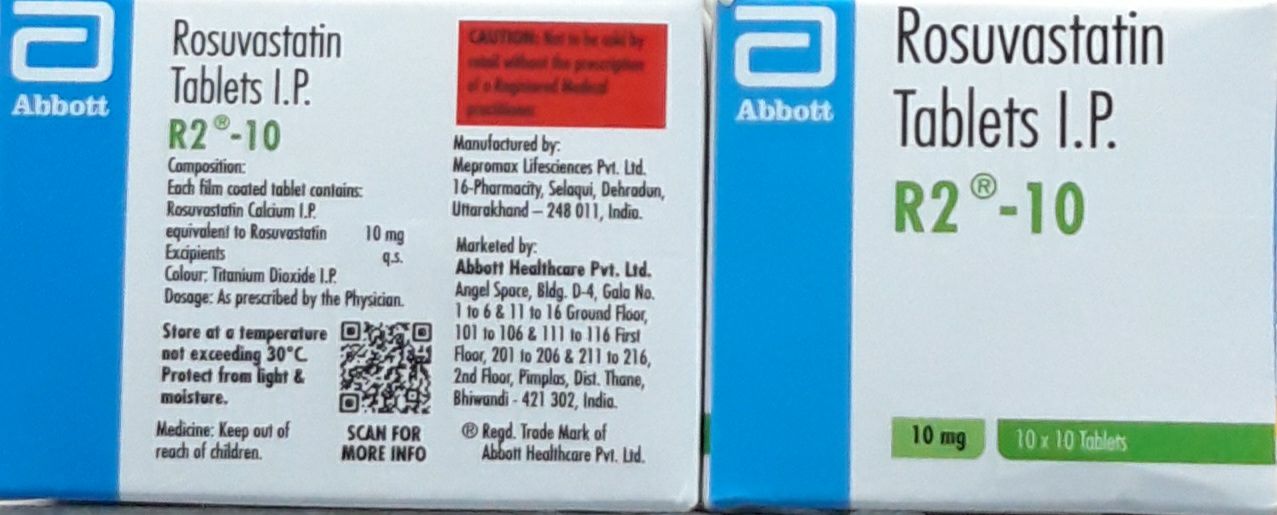 Abbott
Rosuvastatin
Tablets I.P.
R2®-10
Composition:
Each film coated tablet contains:
Rosuvastatin Calcium I.P.
equivalent to Rosuvastatin 10 mg
Excipients q.s.
Colour: Titanium Dioxide I.P.
Dosage: As prescribed by the Physician.
Store at a temperature
not exceeding 30°C.
Protect from light &
moisture.
Medicine: Keep out of
reach of children.
SCAN FOR
MORE INFO
CAUTION: Not to be sold by
retail without the prescription
of a Registered Medical
practitioner.
Manufactured by:
Mepromax Lifesciences Pvt. Ltd.
16-Pharmacity, Selaqui, Dehradun,
Uttarakhand – 248 011, India.
Marketed by:
Abbott Healthcare Pvt. Ltd.
Angel Space, Bldg. D-4, Gala No.
1 to 6 & 11 to 16 Ground Floor,
101 to 106 & 111 to 116 First
Floor, 201 to 206 & 211 to 216,
2nd Floor, Pimplas, Dist. Thane,
Bhiwandi - 421 302, India.
® Regd. Trade Mark of
Abbott Healthcare Pvt. Ltd.
Abbott
Rosuvastatin
Tablets I.P.
R2®-10
10 mg
10 x 10 Tablets